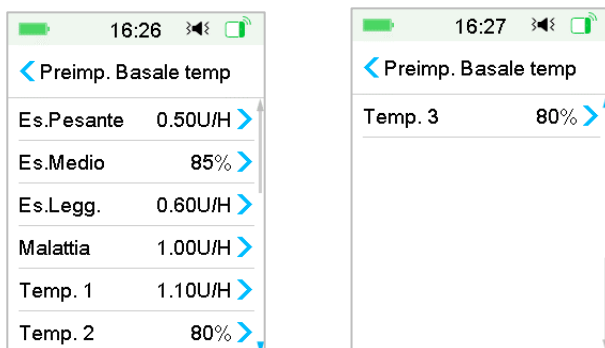 16:26
Preimp. Basale temp
Es.Pesante 0.50U/H
Es.Medio 85%
Es.Legg. 0.60U/H
Malattia 1.00U/H
Temp. 1 1.10U/H
Temp. 2 80%
16:27
Preimp. Basale temp
Temp. 3 80%